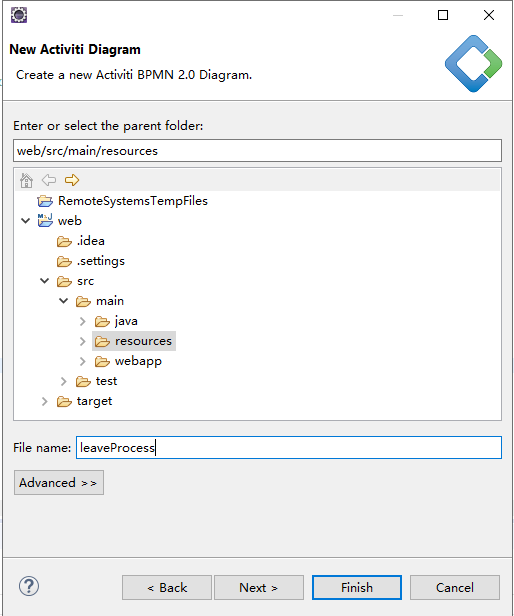 New Activiti Diagram
Create a new Activiti BPMN 2.0 Diagram.
Enter or select the parent folder:
web/src/main/resources
RemoteSystemsTempFiles
web
.idea
.settings
src
main
java
resources
webapp
test
target
File name: leaveProcess
Advanced >>
? < Back Next > Finish Cancel